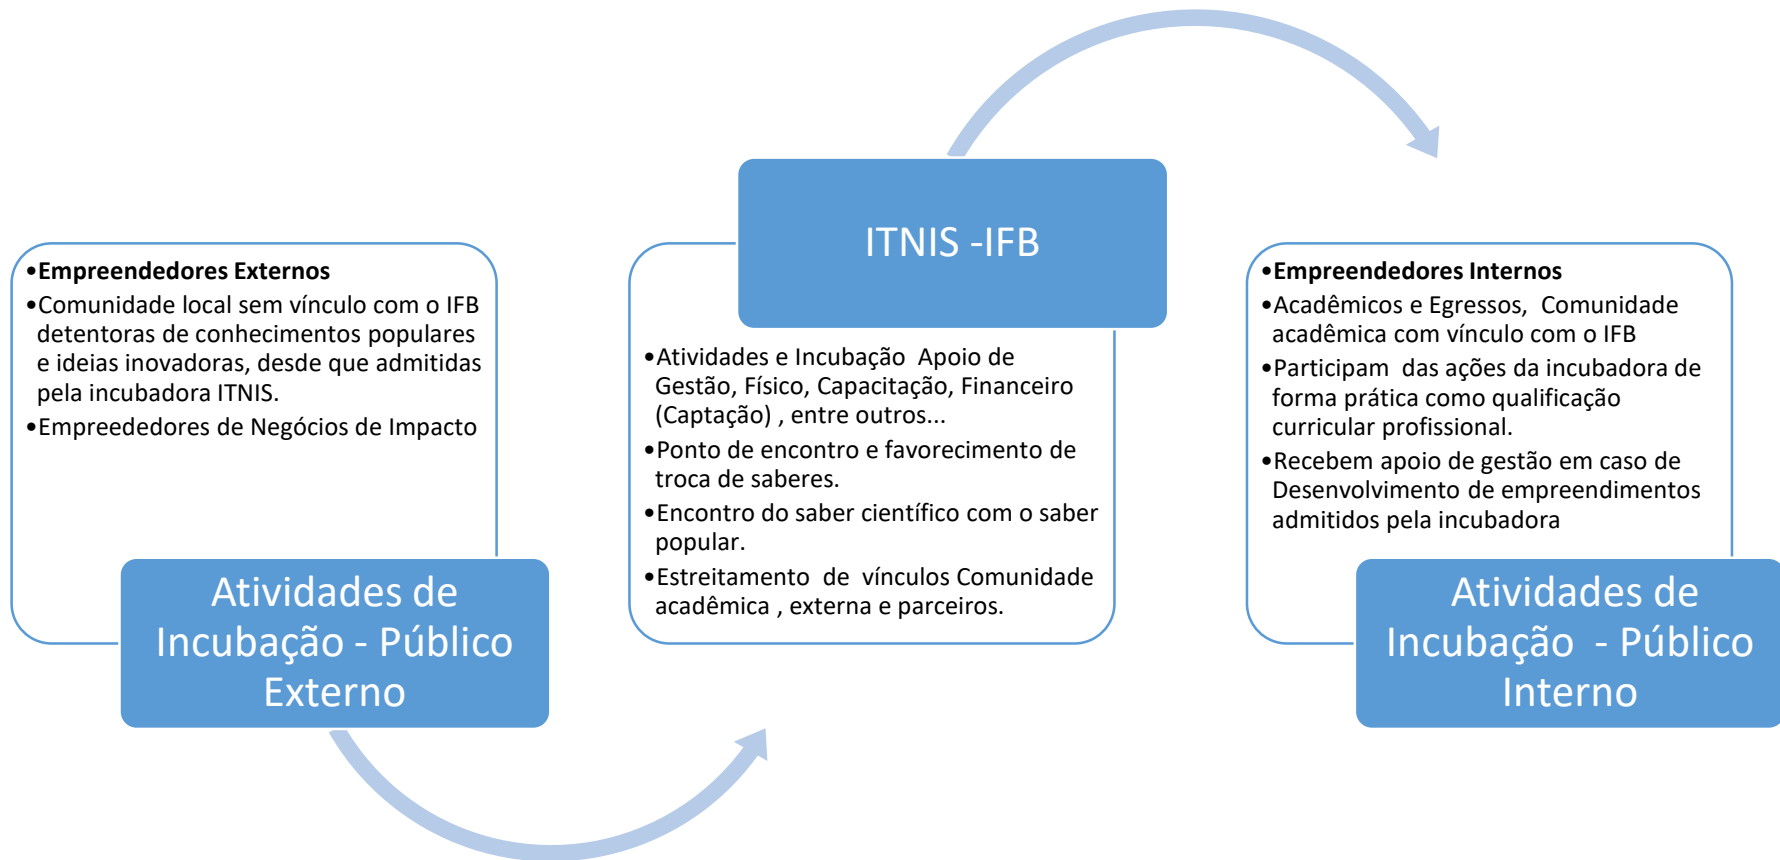 •Empreendedores Externos
•Comunidade local sem vínculo com o IFB
detentoras de conhecimentos populares
e ideias inovadoras, desde que admitidas
pela incubadora ITNIS.
•Empreededores de Negócios de Impacto
Atividades de
Incubação - Público
Externo
ITNIS -IFB
•Atividades e Incubação Apoio de
Gestão, Físico, Capacitação, Financeiro
(Captação) , entre outros...
•Ponto de encontro e favorecimento de
troca de saberes.
•Encontro do saber científico com o saber
popular.
•Estreitamento de vínculos Comunidade
acadêmica , externa e parceiros.
•Empreendedores Internos
•Acadêmicos e Egressos, Comunidade
acadêmica com vínculo com o IFB
•Participam das ações da incubadora de
forma prática como qualificação
curricular profissional.
•Recebem apoio de gestão em caso de
Desenvolvimento de empreendimentos
admitidos pela incubadora
Atividades de
Incubação - Público
Interno